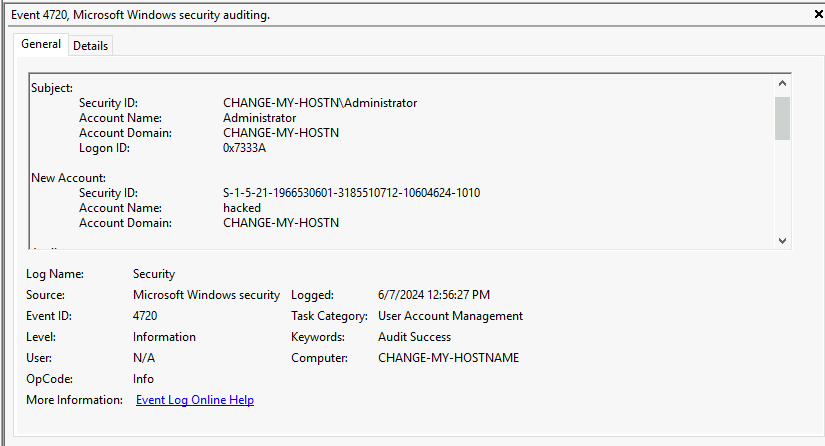 Event 4720, Microsoft Windows security auditing.
General Details
Subject:
Security ID: CHANGE-MY-HOSTN\Administrator
Account Name: Administrator
Account Domain: CHANGE-MY-HOSTN
Logon ID: 0x7333A
New Account:
Security ID: S-1-5-21-1966530601-3185510712-10604624-1010
Account Name: hacked
Account Domain: CHANGE-MY-HOSTN
Log Name: Security
Source: Microsoft Windows security Logged: 6/7/2024 12:56:27 PM
Event ID: 4720 Task Category: User Account Management
Level: Information Keywords: Audit Success
User: N/A Computer: CHANGE-MY-HOSTNAME
OpCode: Info
More Information: Event Log Online Help